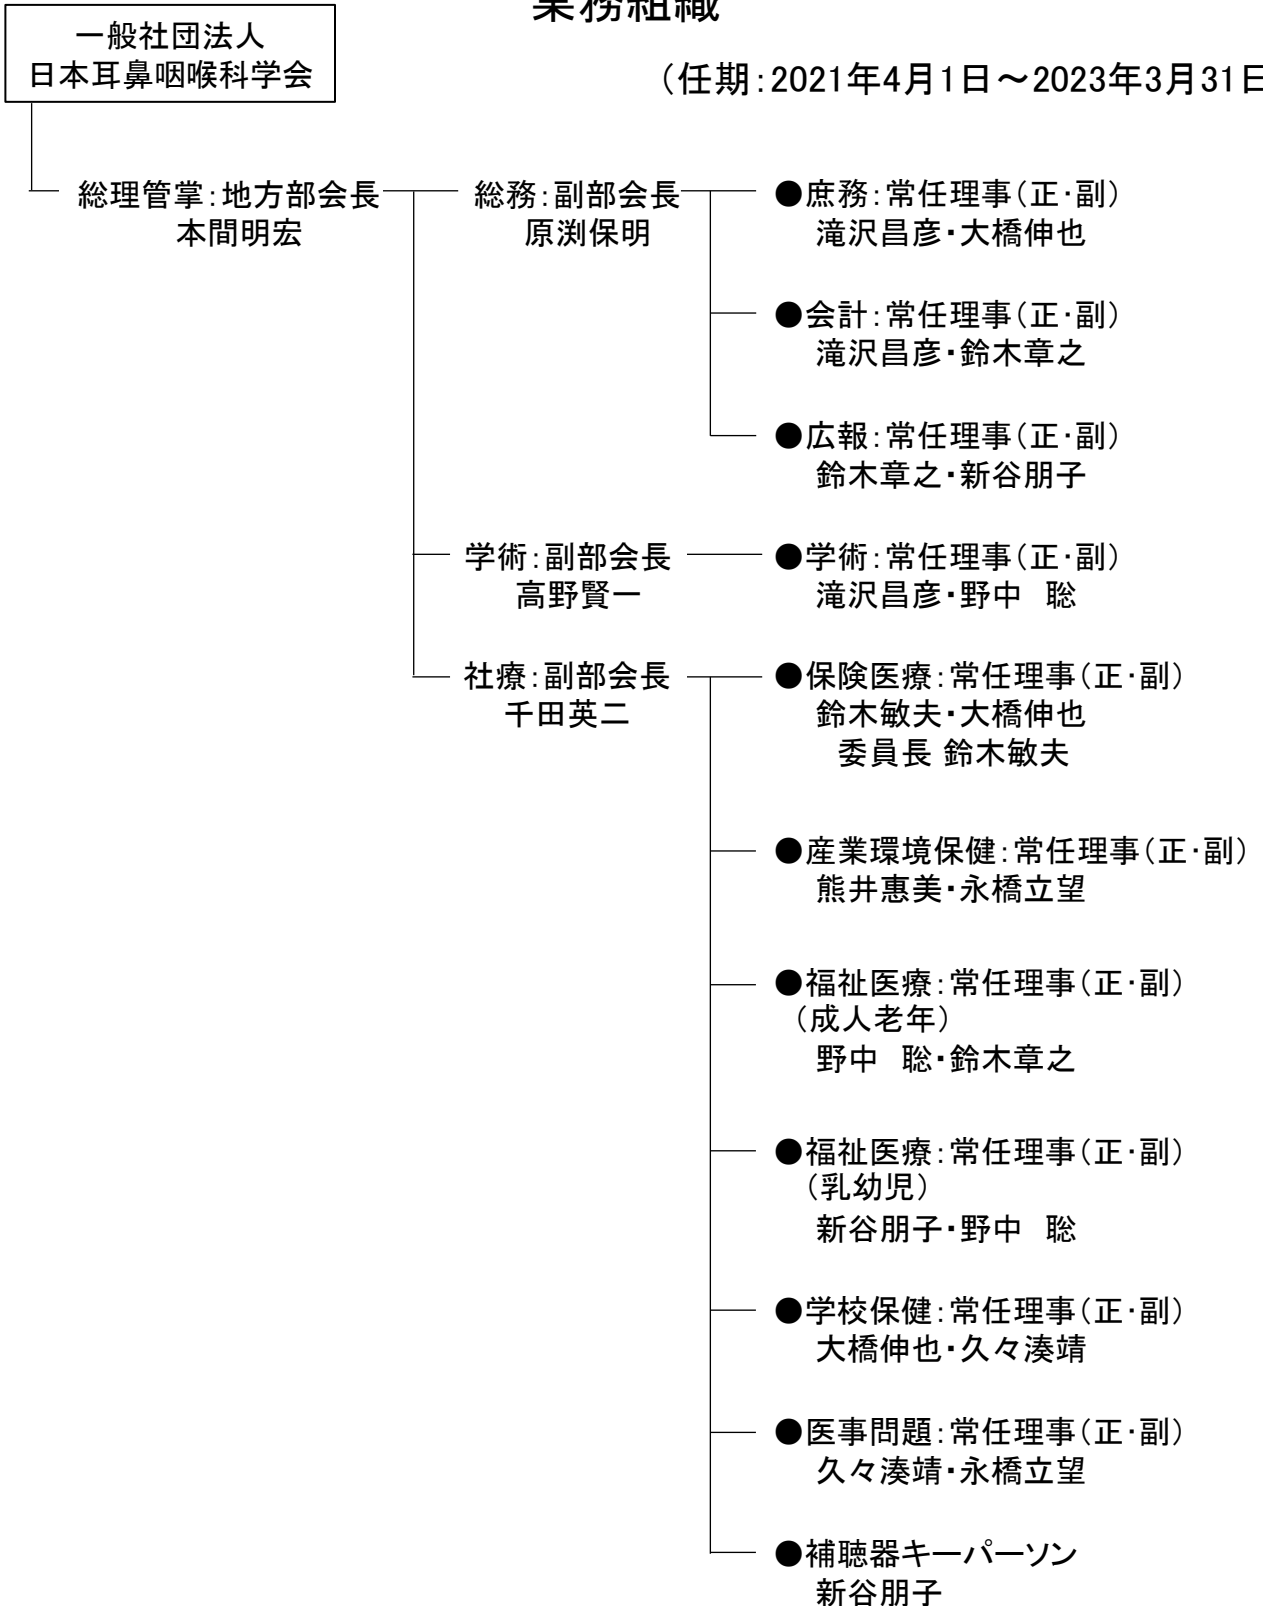 業務組織
一般社団法人
日本耳鼻咽喉科学会
（任期：2021年4月1日～2023年3月31日
総理管掌：地方部会長
本間明宏
総務：副部会長
原渕保明
●庶務：常任理事（正・副）
滝沢昌彦・大橋伸也
●会計：常任理事（正・副）
滝沢昌彦・鈴木章之
●広報：常任理事（正・副）
鈴木章之・新谷朋子
学術：副部会長
高野賢一
●学術：常任理事（正・副）
滝沢昌彦・野中　聡
社療：副部会長
千田英二
●保険医療：常任理事（正・副）
鈴木敏夫・大橋伸也
委員長 鈴木敏夫
●産業環境保健：常任理事（正・副）
熊井惠美・永橋立望
●福祉医療：常任理事（正・副）
（成人老年）
野中　聡・鈴木章之
●福祉医療：常任理事（正・副）
（乳幼児）
新谷朋子・野中　聡
●学校保健：常任理事（正・副）
大橋伸也・久々湊靖
●医事問題：常任理事（正・副）
久々湊靖・永橋立望
●補聴器キーパーソン
新谷朋子